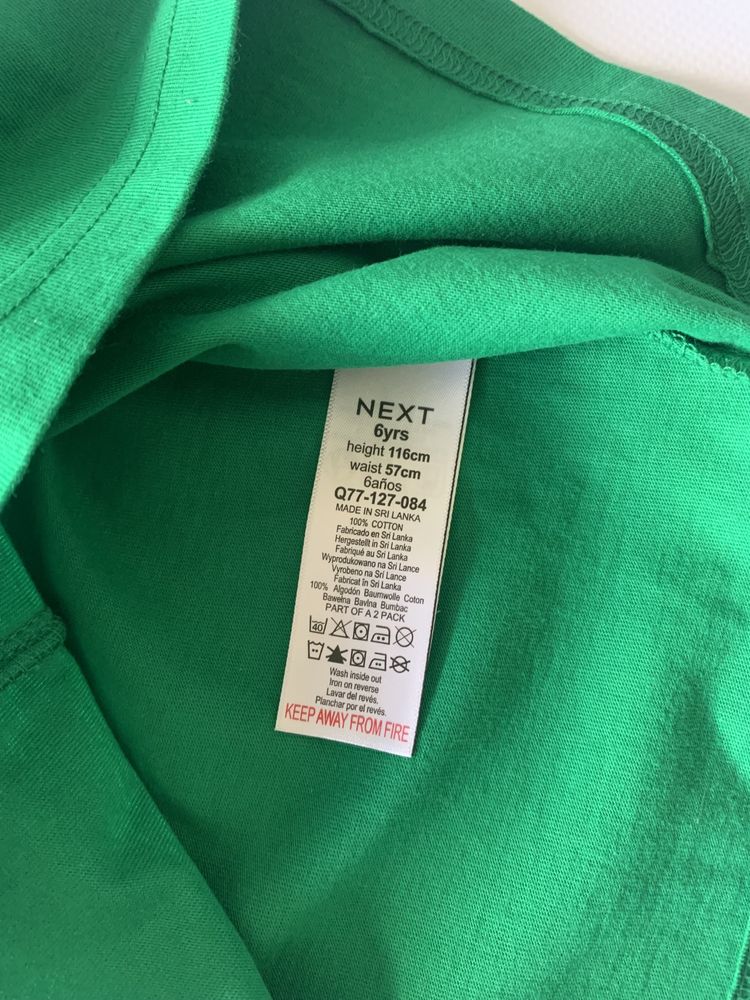 NEXT
6yrs
height 116cm
waist 57cm
6años
Q77-127-084
MADE IN SRI LANKA
100% COTTON
Fabricado en Sri Lanka
Hergestellt in Sri Lanka
Fabriqué au Sri Lanka
Wyprodukowano na Sri Lance
Vyrobeno na Sri Lance
Fabricat în Sri Lanka
100% Algodón Baumwolle Coton
Bawełna Bavlna Bumbac
PART OF A 2 PACK
40
Wash inside out
Iron on reverse
Lavar del revés.
Planchar por el revés.
KEEP AWAY FROM FIRE